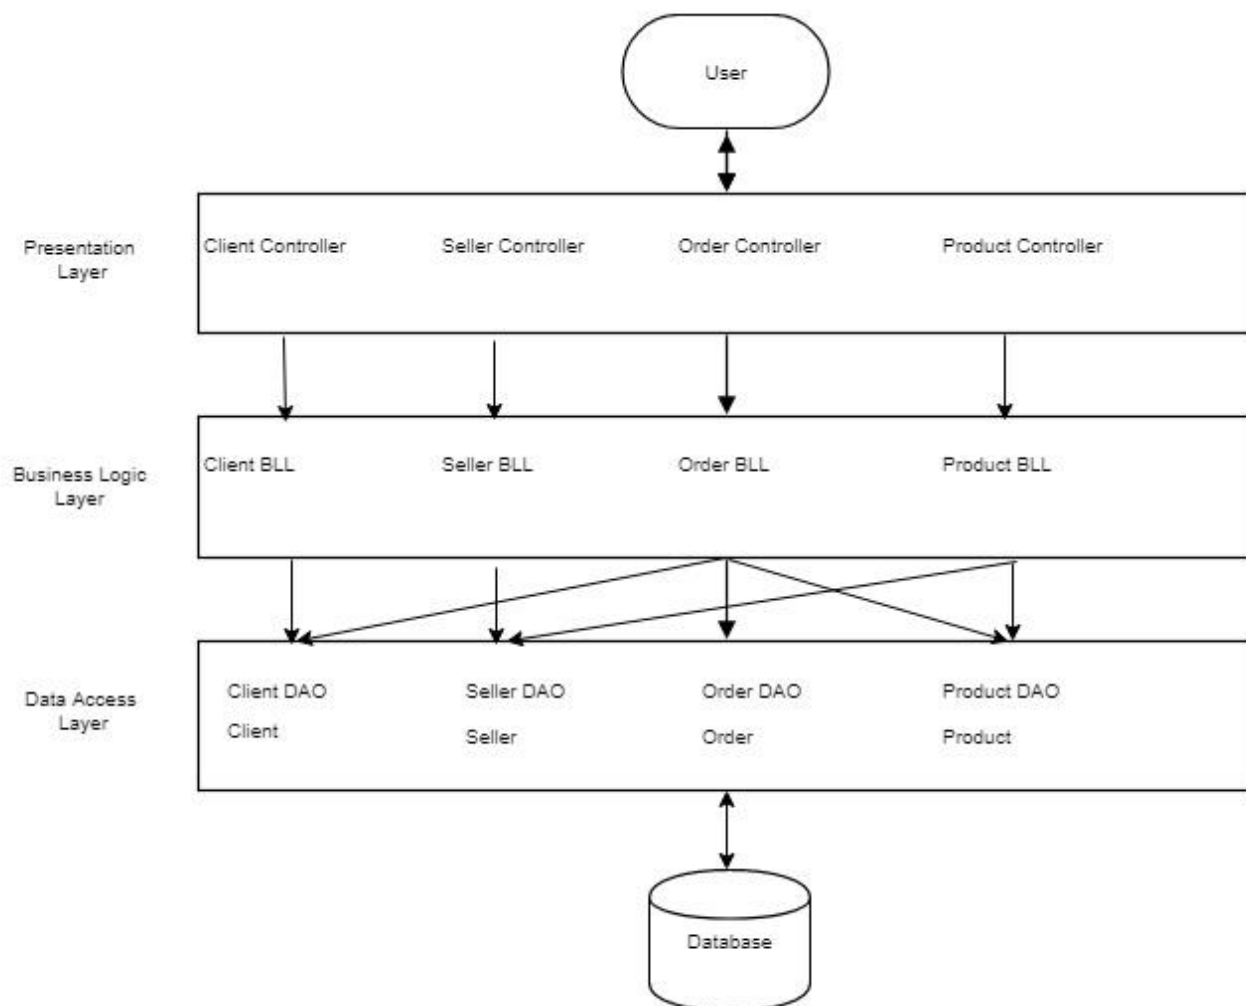 User
Presentation
Layer
Client Controller
Seller Controller
Order Controller
Product Controller
Business Logic
Layer
Client BLL
Seller BLL
Order BLL
Product BLL
Data Access
Layer
Client DAO
Seller DAO
Order DAO
Product DAO
Client
Seller
Order
Product
Database